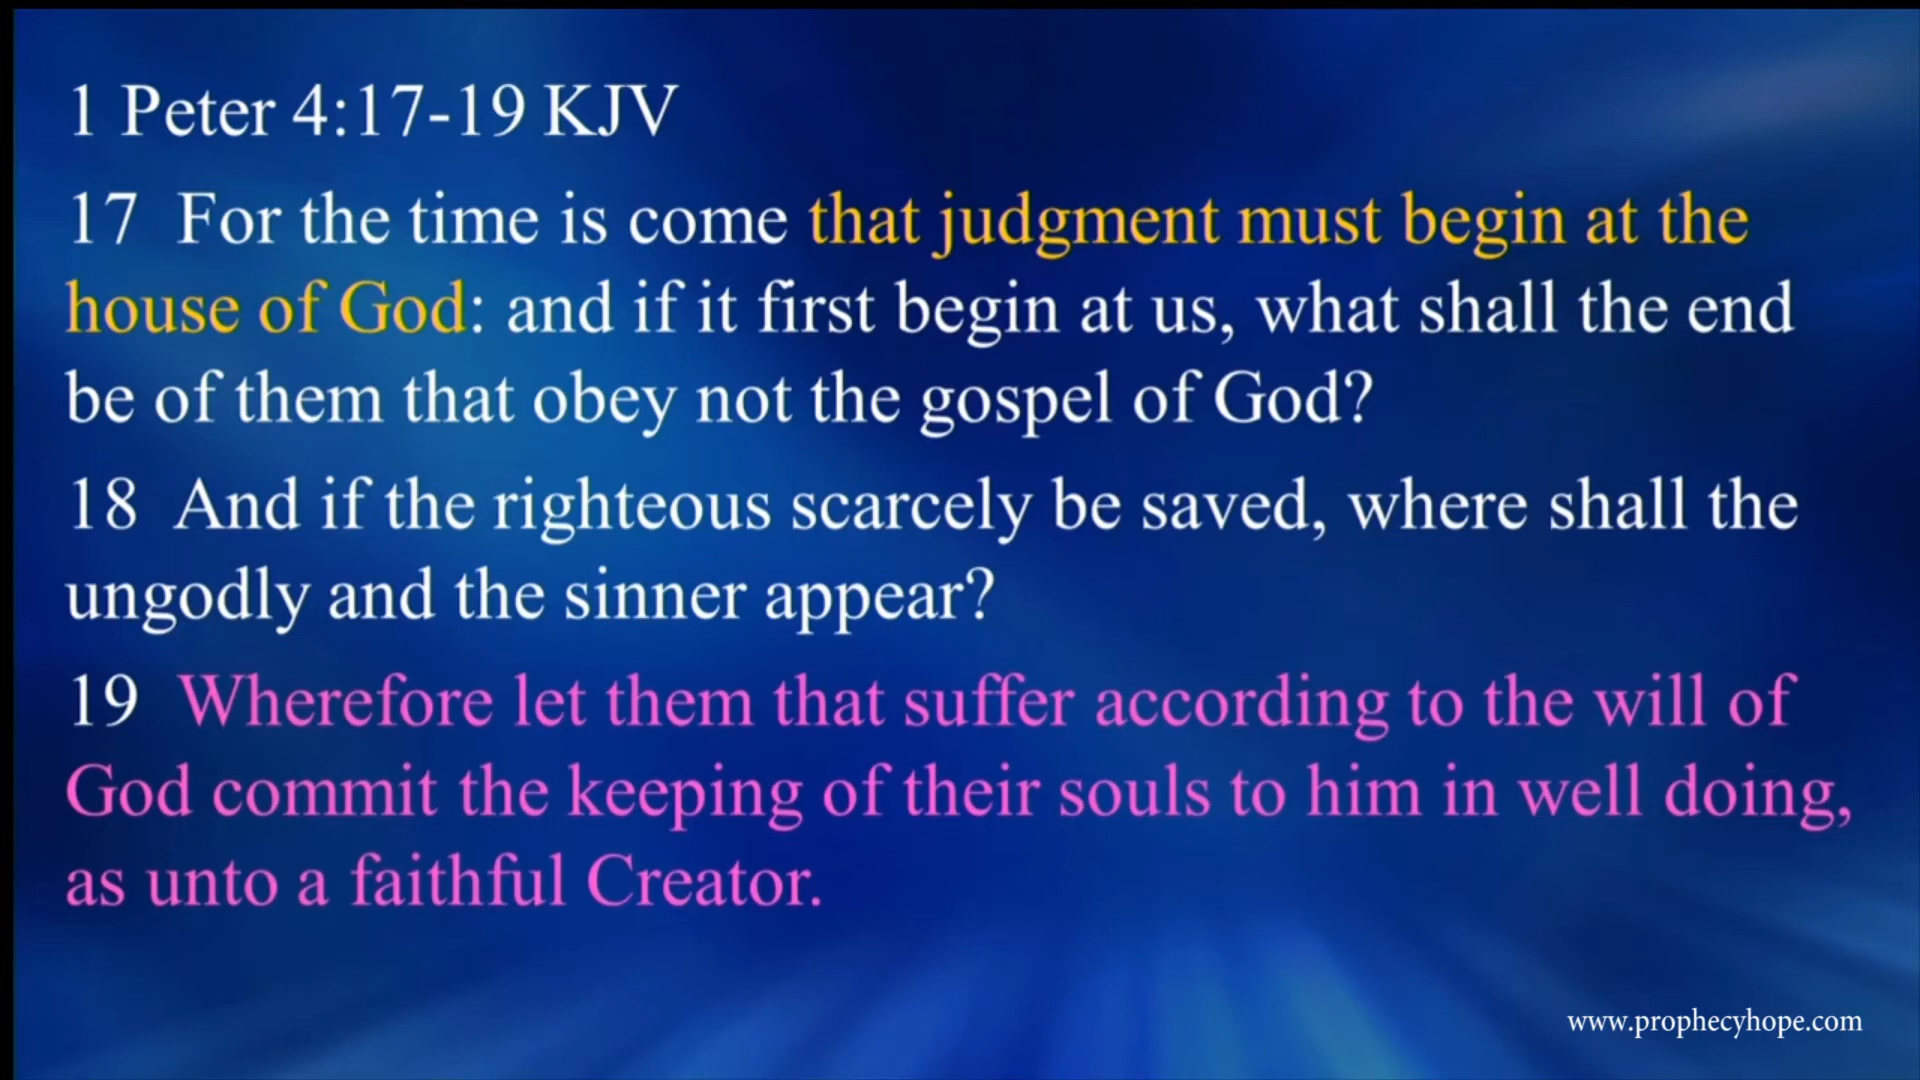 1 Peter 4:17-19 KJV
17 For the time is come that judgment must begin at the
house of God: and if it first begin at us, what shall the end
be of them that obey not the gospel of God?
18 And if the righteous scarcely be saved, where shall the
ungodly and the sinner appear?
19 Wherefore let them that suffer according to the will of
God commit the keeping of their souls to him in well doing,
as unto a faithful Creator.
www.prophecyhope.com